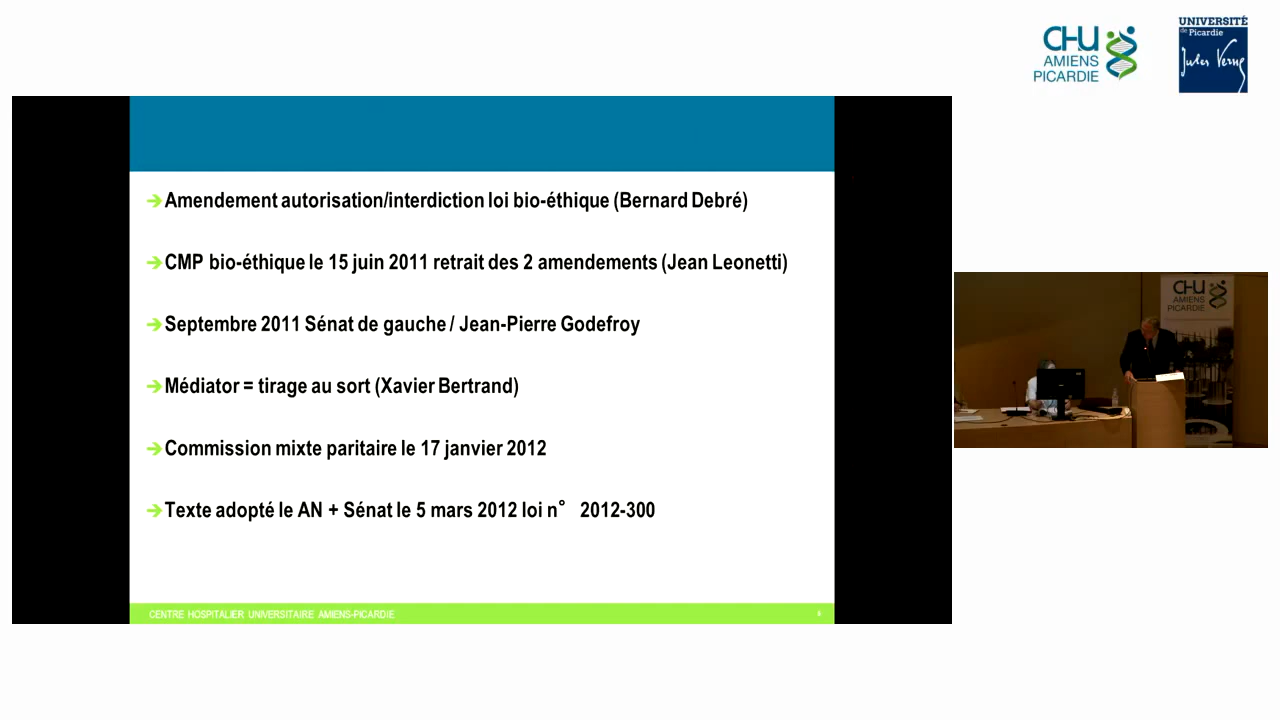 CHU
AMIENS
PICARDIE
UNIVERSITÉ
de Picardie
Jules Verne
Amendement autorisation/interdiction loi bio-éthique (Bernard Debré)
CMP bio-éthique le 15 juin 2011 retrait des 2 amendements (Jean Leonetti)
Septembre 2011 Sénat de gauche / Jean-Pierre Godefroy
Médiator = tirage au sort (Xavier Bertrand)
Commission mixte paritaire le 17 janvier 2012
Texte adopté le AN + Sénat le 5 mars 2012 loi n° 2012-300
CENTRE HOSPITALIER UNIVERSITAIRE AMIENS-PICARDIE
CHU
AMIENS
PICARDIE